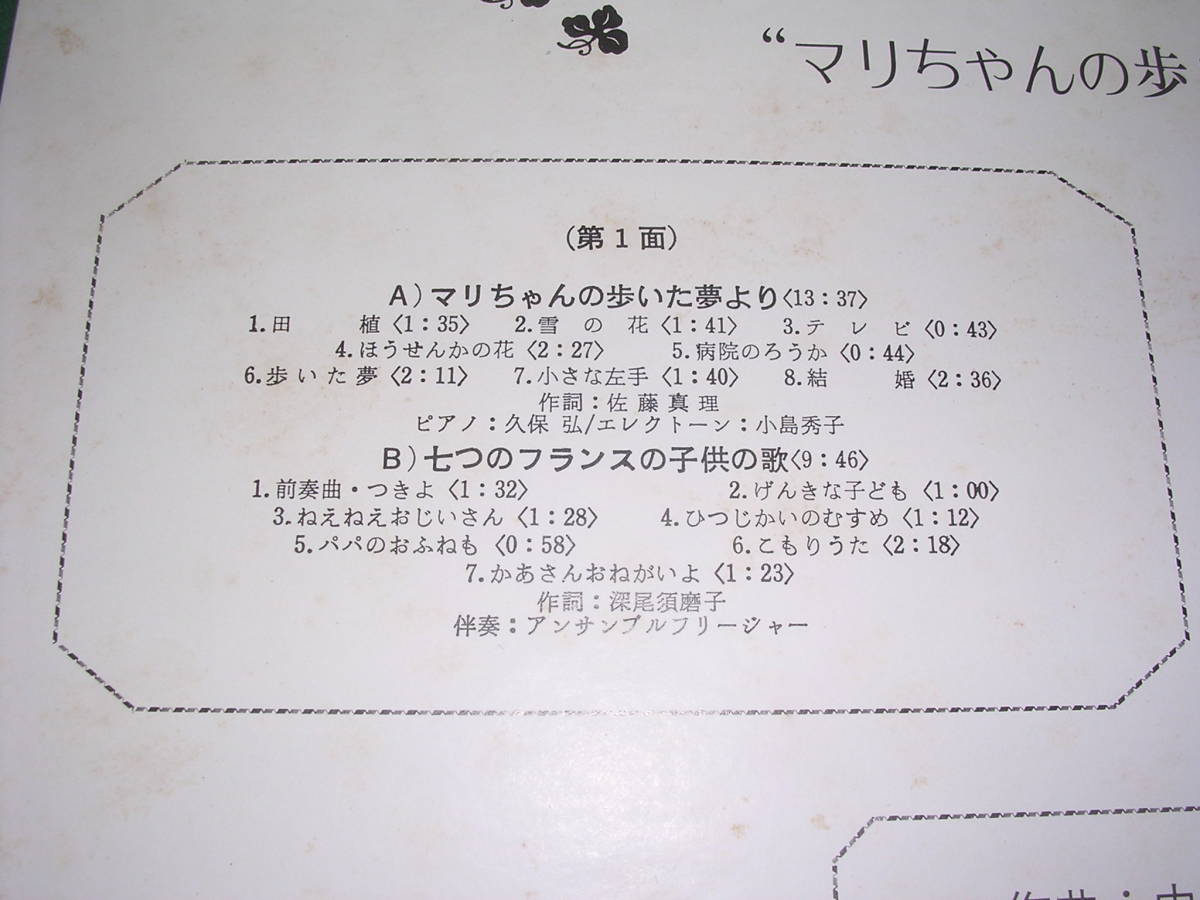 “マリちゃんの歩
(第1面)
A)マリちゃんの歩いた夢より〈13:37〉
1.田植〈1:35〉 2.雪の花〈1:41〉 3.テレビ〈0:43〉
4.ほうせんかの花〈2:27〉 5.病院のろうか〈0:44〉
6.歩いた夢〈2:11〉 7.小さな左手〈1:40〉 8.結婚〈2:36〉
作詞:佐藤真理
ピアノ:久保 弘/エレクトーン:小島秀子
B)七つのフランスの子供の歌〈9:46〉
1.前奏曲・つきよ〈1:32〉 2.げんきな子ども〈1:00〉
3.ねえねえおじいさん〈1:28〉 4.ひつじかいのむすめ〈1:12〉
5.パパのおふねも〈0:58〉 6.こもりうた〈2:18〉
7.かあさんおねがいよ〈1:23〉
作詞:深尾須磨子
伴奏:アンサンブルフリージャー
作曲:中